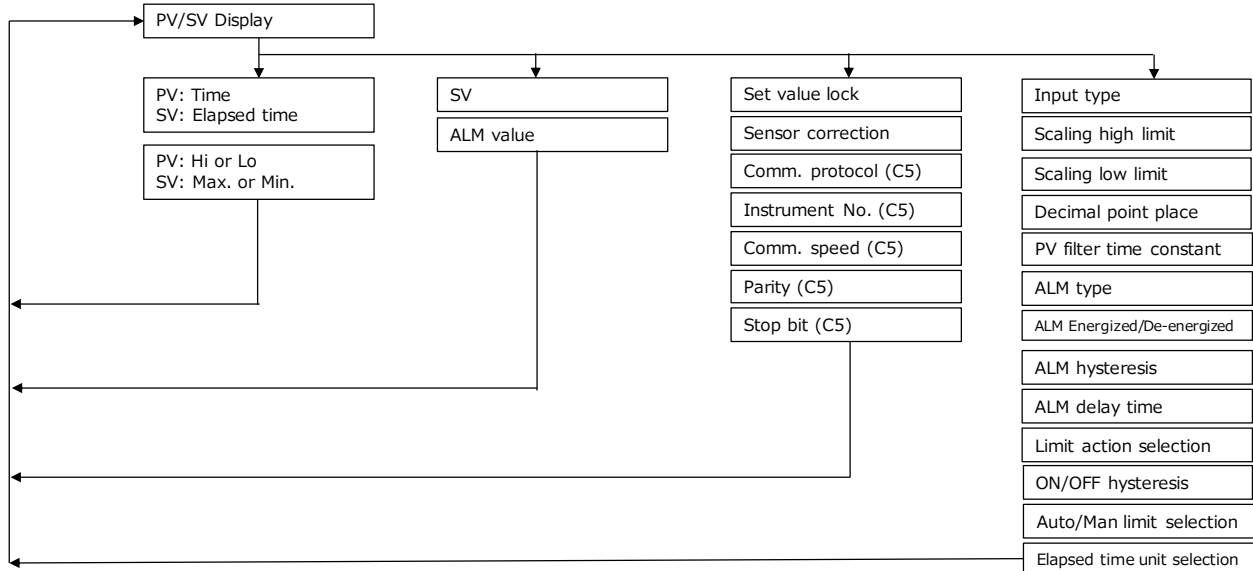 PV/SV Display
PV: Time
SV: Elapsed time
PV: Hi or Lo
SV: Max. or Min.
SV
ALM value
Set value lock
Sensor correction
Comm. protocol (C5)
Instrument No. (C5)
Comm. speed (C5)
Parity (C5)
Stop bit (C5)
Input type
Scaling high limit
Scaling low limit
Decimal point place
PV filter time constant
ALM type
ALM Energized/De-energized
ALM hysteresis
ALM delay time
Limit action selection
ON/OFF hysteresis
Auto/Man limit selection
Elapsed time unit selection